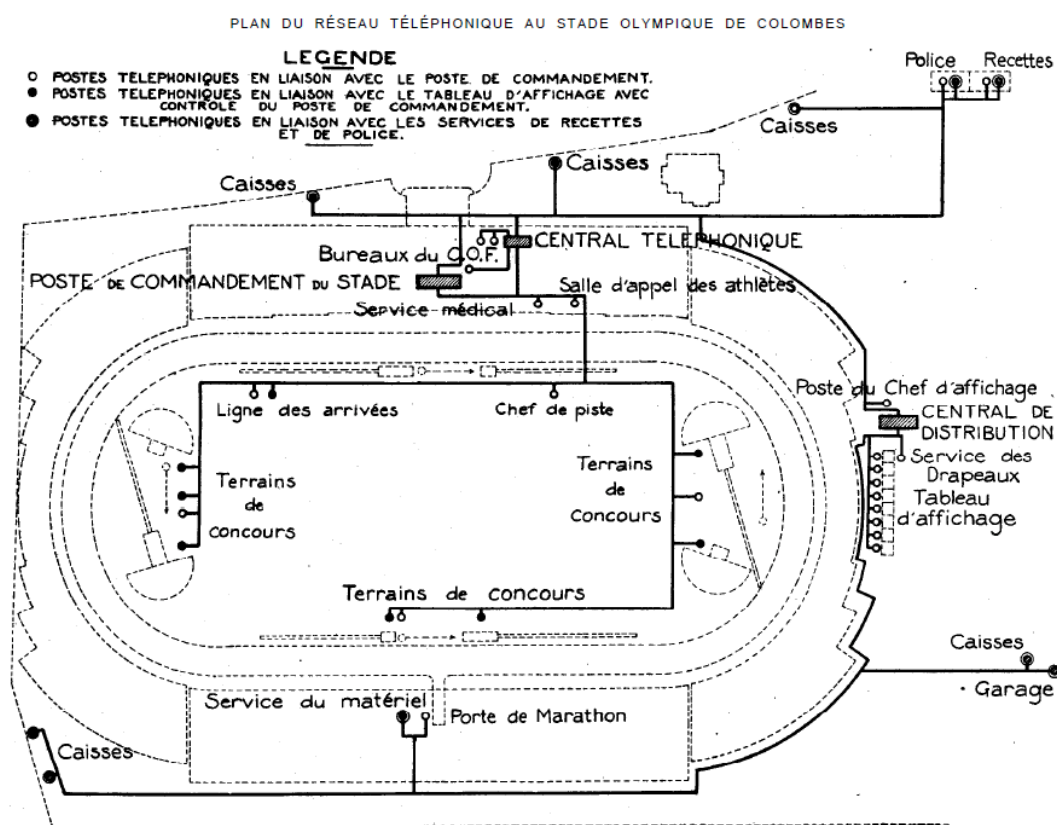 PLAN DU RÉSEAU TÉLÉPHONIQUE AU STADE OLYMPIQUE DE COLOMBES
LEGENDE
POSTES TELEPHONIQUES EN LIAISON AVEC LE POSTE DE COMMANDEMENT.
POSTES TELEPHONIQUES EN LIAISON AVEC LE TABLEAU D'AFFICHAGE AVEC
CONTROLE DU POSTE DE COMMANDEMENT.
POSTES TELEPHONIQUES EN LIAISON AVEC LES SERVICES DE RECETTES
ET DE POLICE.
Police
Recettes
Caisses
Caisses
Caisses
Bureaux du C.O.F.
CENTRAL TELEPHONIQUE
POSTE DE COMMANDEMENT DU STADE
Salle d'appel des athlètes
Service médical
Ligne des arrivées
Chef de piste
Poste du Chef d'affichage
CENTRAL DE
DISTRIBUTION
Service des
Drapeaux
Tableau
d'affichage
Terrains
de
concours
Terrains
de
concours
Terrains de concours
Caisses
Garage
Service du matériel
Porte de Marathon
Caisses